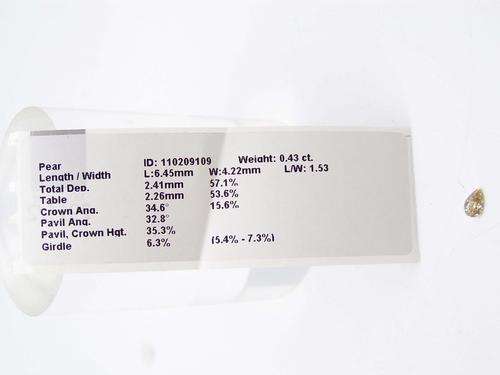 Pear ID: 110209109 Weight: 0.43 ct.
Length / Width L:6.45mm W:4.22mm L/W: 1.53
Total Dep. 2.41mm 57.1%
Table 2.26mm 53.6%
Crown Ang. 34.6° 15.6%
Pavil Ang. 32.8°
Pavil. Crown Hgt. 35.3%
Girdle 6.3% (5.4% - 7.3%)